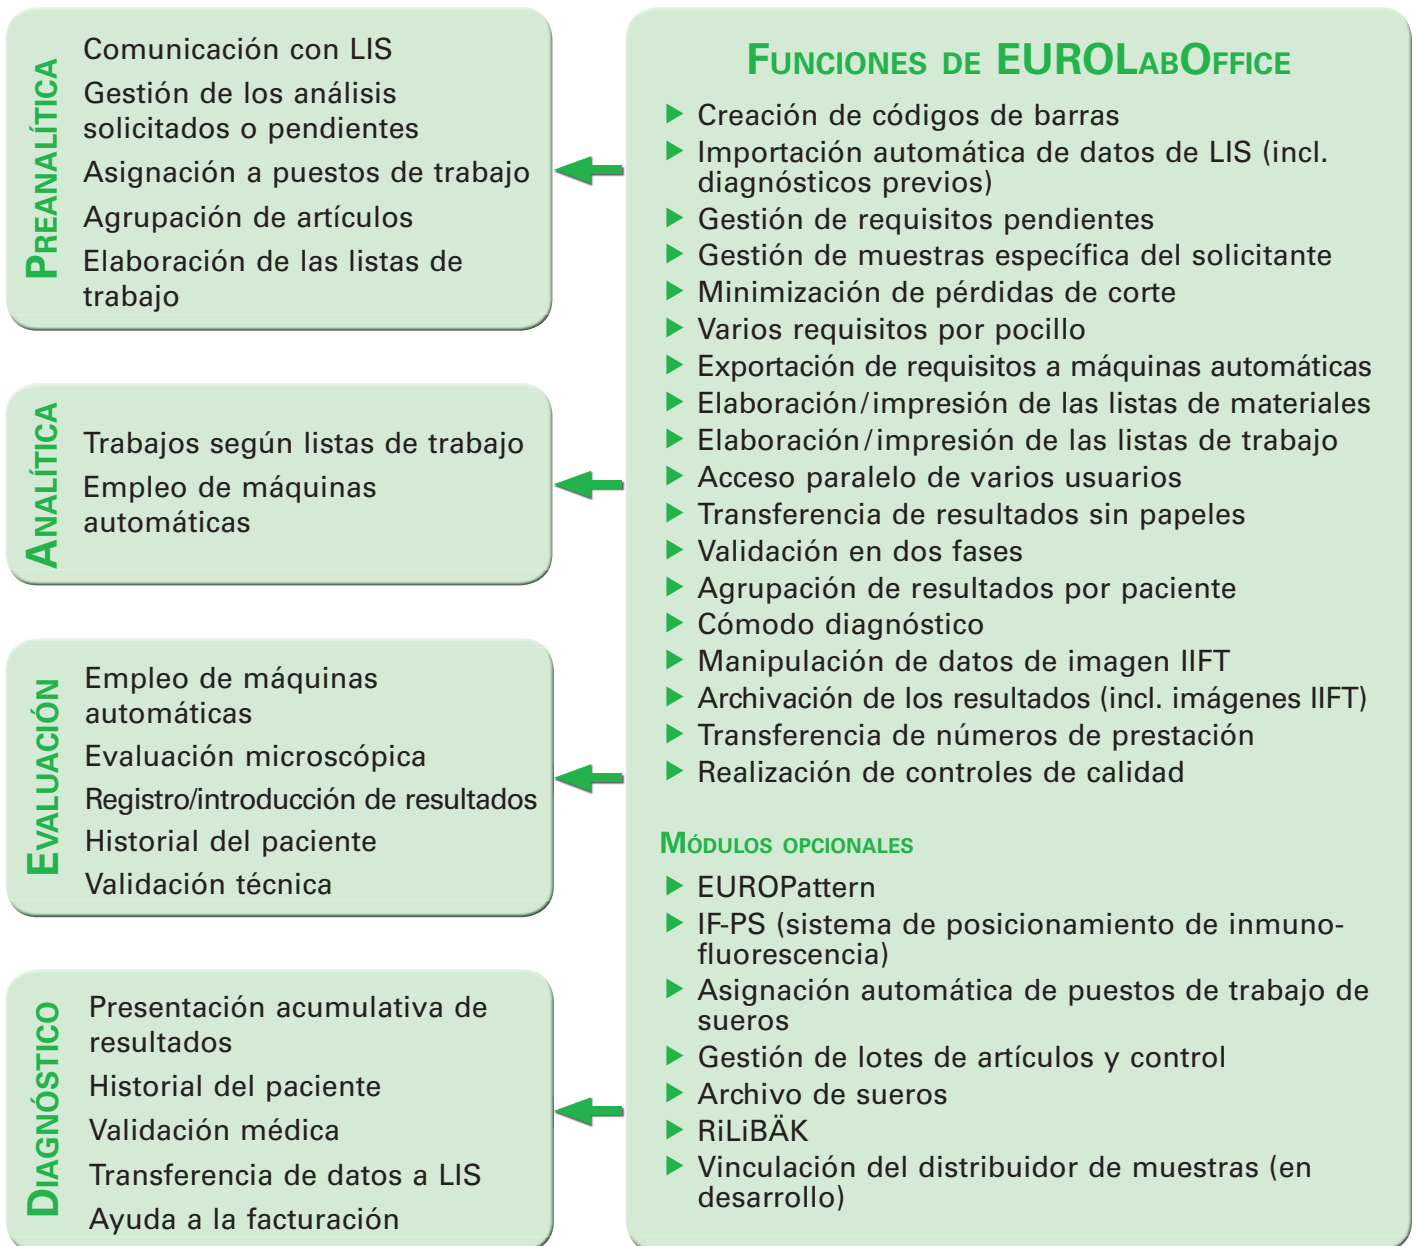 PREANALÍTICA
Comunicación con LIS
Gestión de los análisis
solicitados o pendientes
Asignación a puestos de trabajo
Agrupación de artículos
Elaboración de las listas de
trabajo
ANALÍTICA
Trabajos según listas de trabajo
Empleo de máquinas
automáticas
EVALUACIÓN
Empleo de máquinas
automáticas
Evaluación microscópica
Registro/introducción de resultados
Historial del paciente
Validación técnica
DIAGNÓSTICO
Presentación acumulativa de
resultados
Historial del paciente
Validación médica
Transferencia de datos a LIS
Ayuda a la facturación
FUNCIONES DE EUROLABOFFICE
▶ Creación de códigos de barras
▶ Importación automática de datos de LIS (incl.
diagnósticos previos)
▶ Gestión de requisitos pendientes
▶ Gestión de muestras específica del solicitante
▶ Minimización de pérdidas de corte
▶ Varios requisitos por pocillo
▶ Exportación de requisitos a máquinas automáticas
▶ Elaboración/impresión de las listas de materiales
▶ Elaboración/impresión de las listas de trabajo
▶ Acceso paralelo de varios usuarios
▶ Transferencia de resultados sin papeles
▶ Validación en dos fases
▶ Agrupación de resultados por paciente
▶ Cómodo diagnóstico
▶ Manipulación de datos de imagen IIFT
▶ Archivación de los resultados (incl. imágenes IIFT)
▶ Transferencia de números de prestación
▶ Realización de controles de calidad
MÓDULOS OPCIONALES
▶ EUROPattern
▶ IF-PS (sistema de posicionamiento de inmuno-
fluorescencia)
▶ Asignación automática de puestos de trabajo de
sueros
▶ Gestión de lotes de artículos y control
▶ Archivo de sueros
▶ RiLiBÄK
▶ Vinculación del distribuidor de muestras (en
desarrollo)